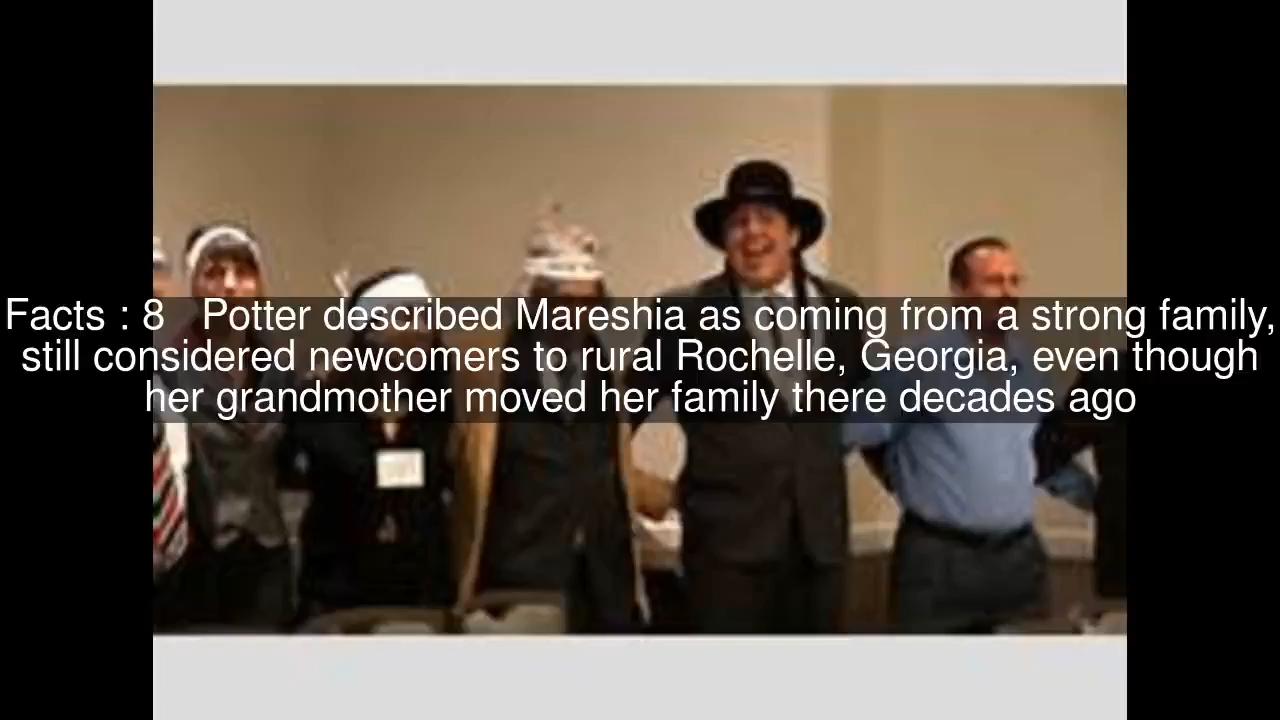 Facts : 8   Potter described Mareshia as coming from a strong family,
still considered newcomers to rural Rochelle, Georgia, even though
her grandmother moved her family there decades ago